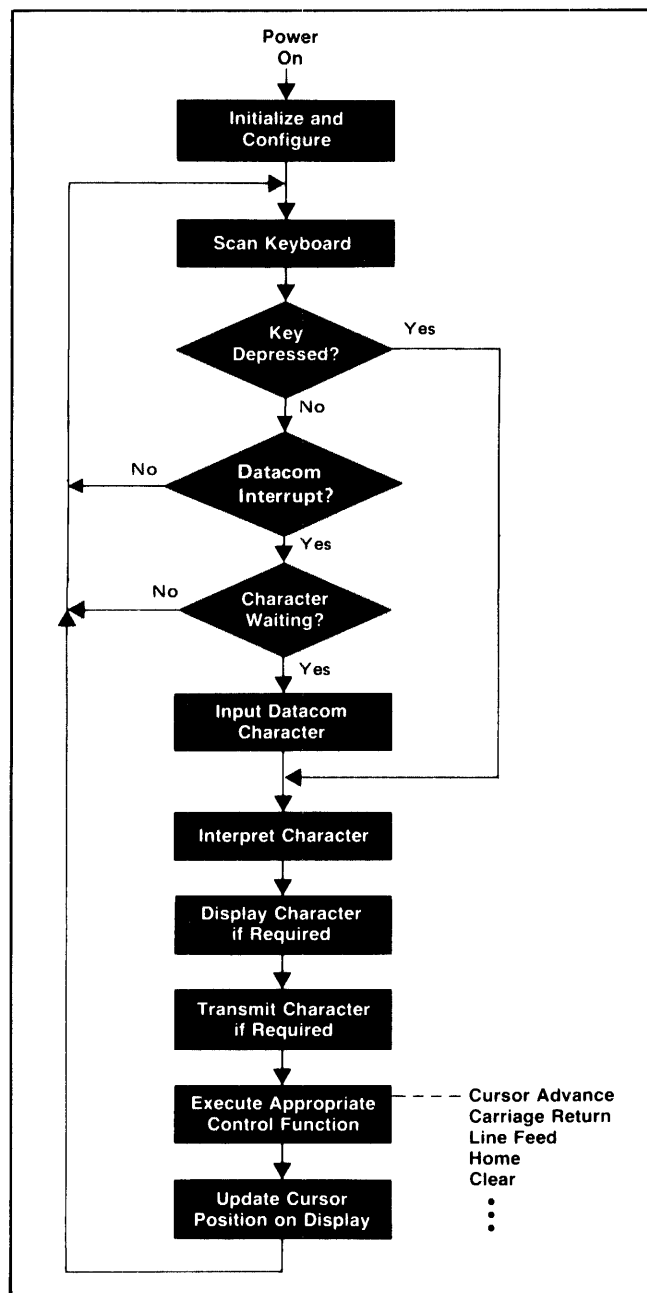 Power
On
Initialize and
Configure
Scan Keyboard
Key
Depressed?
Yes
No
Datacom
Interrupt?
No
Yes
Character
Waiting?
No
Yes
Input Datacom
Character
Interpret Character
Display Character
if Required
Transmit Character
if Required
Execute Appropriate
Control Function
Cursor Advance
Carriage Return
Line Feed
Home
Clear
Update Cursor
Position on Display